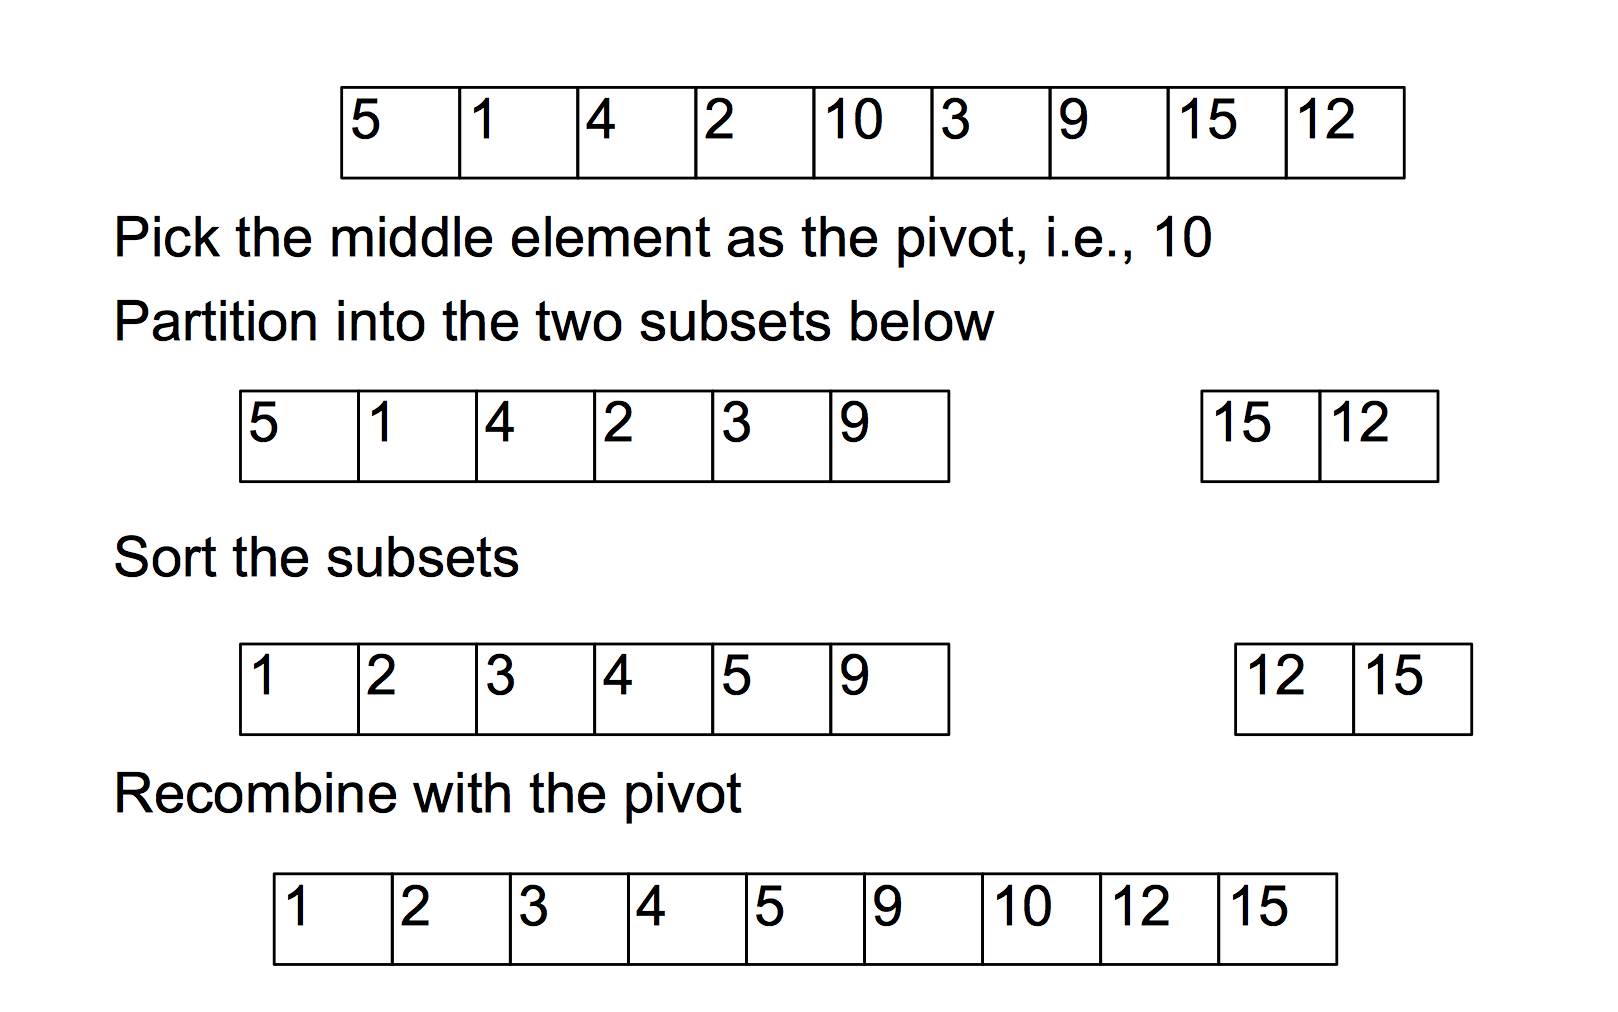 5 1 4 2 10 3 9 15 12
Pick the middle element as the pivot, i.e., 10
Partition into the two subsets below
5 1 4 2 3 9 15 12
Sort the subsets
1 2 3 4 5 9 12 15
Recombine with the pivot
1 2 3 4 5 9 10 12 15